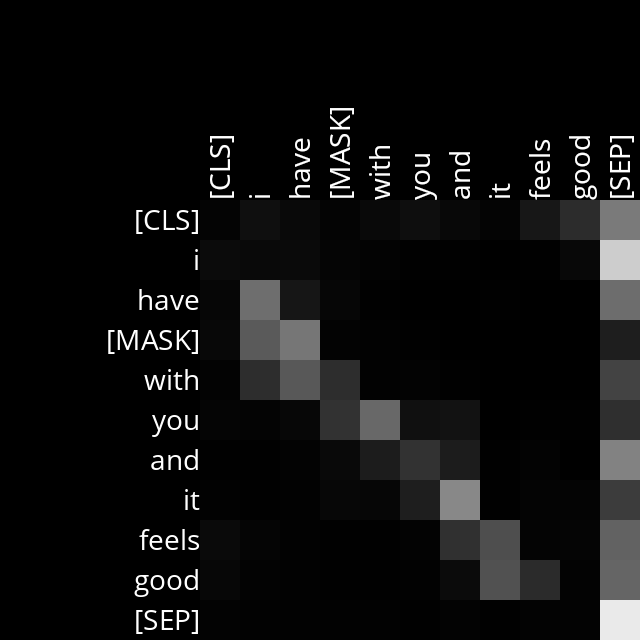 [CLS] i have [MASK] with you and it feels good [SEP]
[CLS]
i
have
[MASK]
with
you
and
it
feels
good
[SEP]